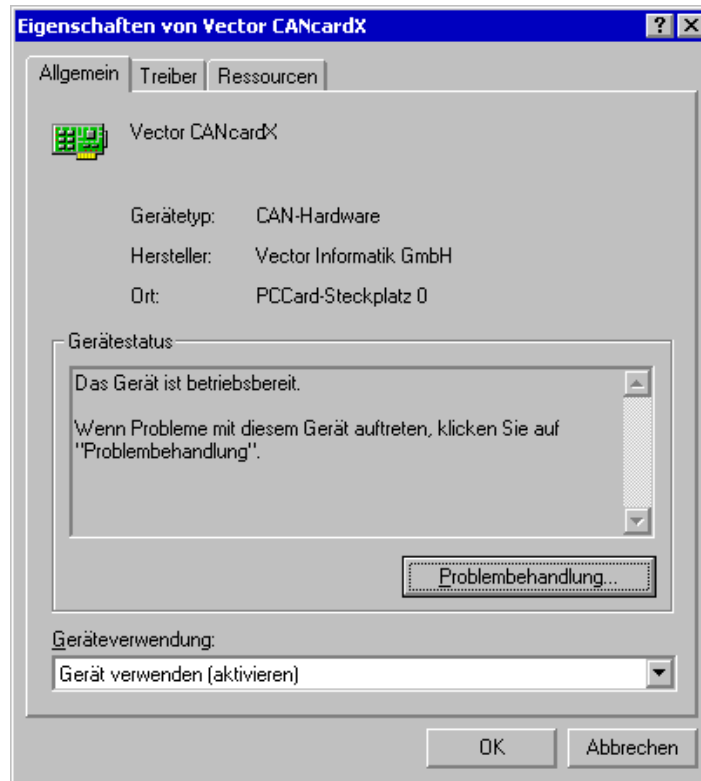 Eigenschaften von Vector CANcardX
Allgemein Treiber Ressourcen
Vector CANcardX
Gerätetyp: CAN-Hardware
Hersteller: Vector Informatik GmbH
Ort: PCCard-Steckplatz 0
Gerätestatus
Das Gerät ist betriebsbereit.
Wenn Probleme mit diesem Gerät auftreten, klicken Sie auf
"Problembehandlung".
Problembehandlung...
Geräteverwendung:
Gerät verwenden (aktivieren)
OK Abbrechen